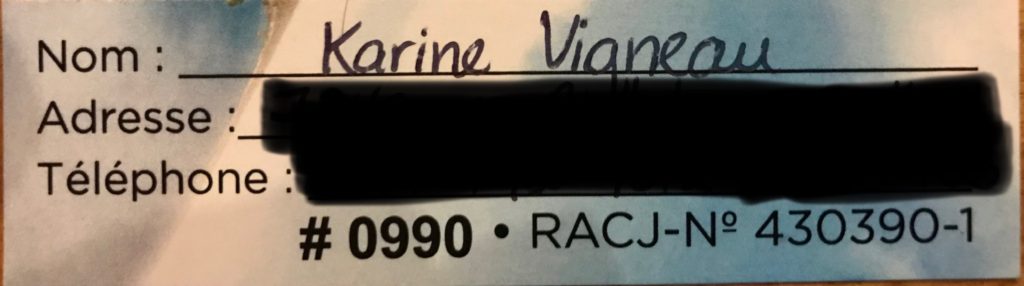 Nom : Karine Vigneau
Adresse :
Téléphone :
# 0990 • RACJ-Nº 430390-1